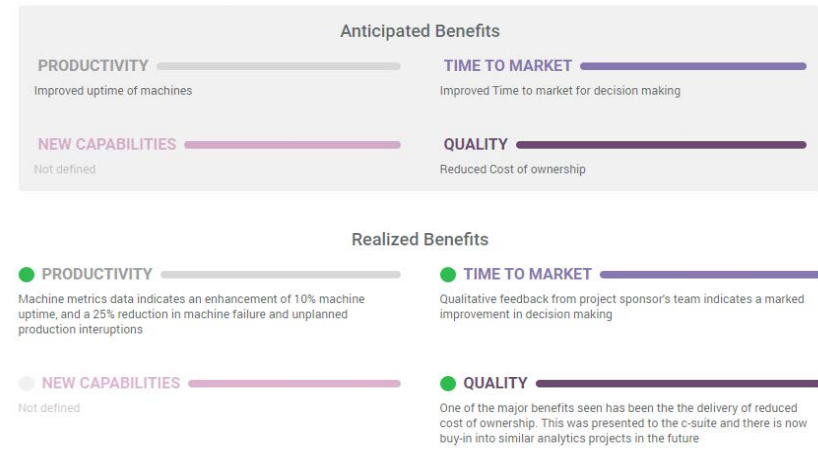 Anticipated Benefits
PRODUCTIVITY
Improved uptime of machines
TIME TO MARKET
Improved Time to market for decision making
NEW CAPABILITIES
Not defined
QUALITY
Reduced Cost of ownership
Realized Benefits
PRODUCTIVITY
Machine metrics data indicates an enhancement of 10% machine
uptime, and a 25% reduction in machine failure and unplanned
production interuptions
TIME TO MARKET
Qualitative feedback from project sponsor's team indicates a marked
improvement in decision making
NEW CAPABILITIES
Not defined
QUALITY
One of the major benefits seen has been the the delivery of reduced
cost of ownership. This was presented to the c-suite and there is now
buy-in into similar analytics projects in the future